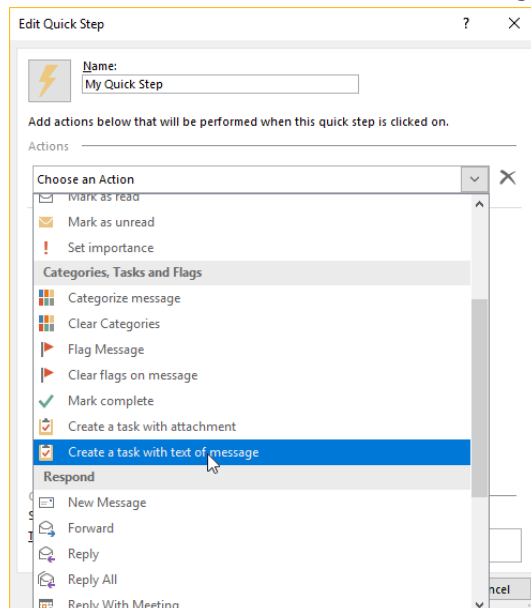 Edit Quick Step
?
Name:
My Quick Step
Add actions below that will be performed when this quick step is clicked on.
Actions
Choose an Action
Mark as read
Mark as unread
! Set importance
Categories, Tasks and Flags
Categorize message
Clear Categories
Flag Message
Clear flags on message
Mark complete
Create a task with attachment
Create a task with text of message
Respond
New Message
Forward
Reply
Reply All
Reply With Meeting